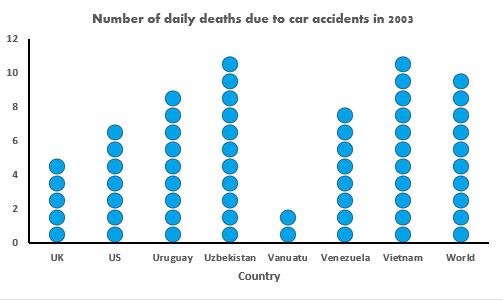 Number of daily deaths due to car accidents in 2003
12
10
8
6
4
2
0
UK US Uruguay Uzbekistan Vanuatu Venezuela Vietnam World
Country